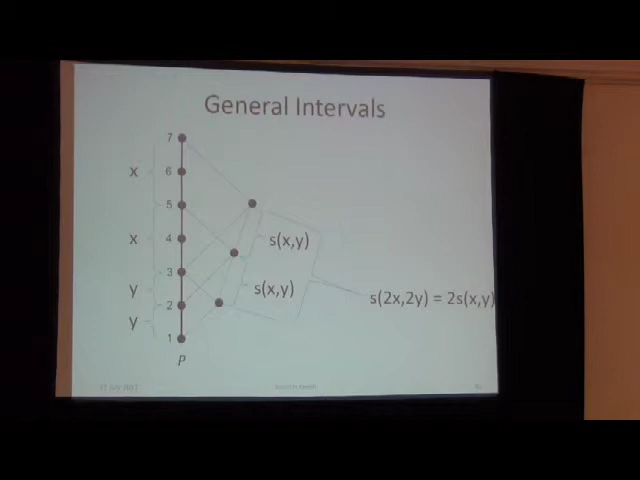 General Intervals
7
x
6
5
x
4
s(x,y)
3
y
s(x,y)
2
s(2x,2y) = 2s(x,y)
y
1
P